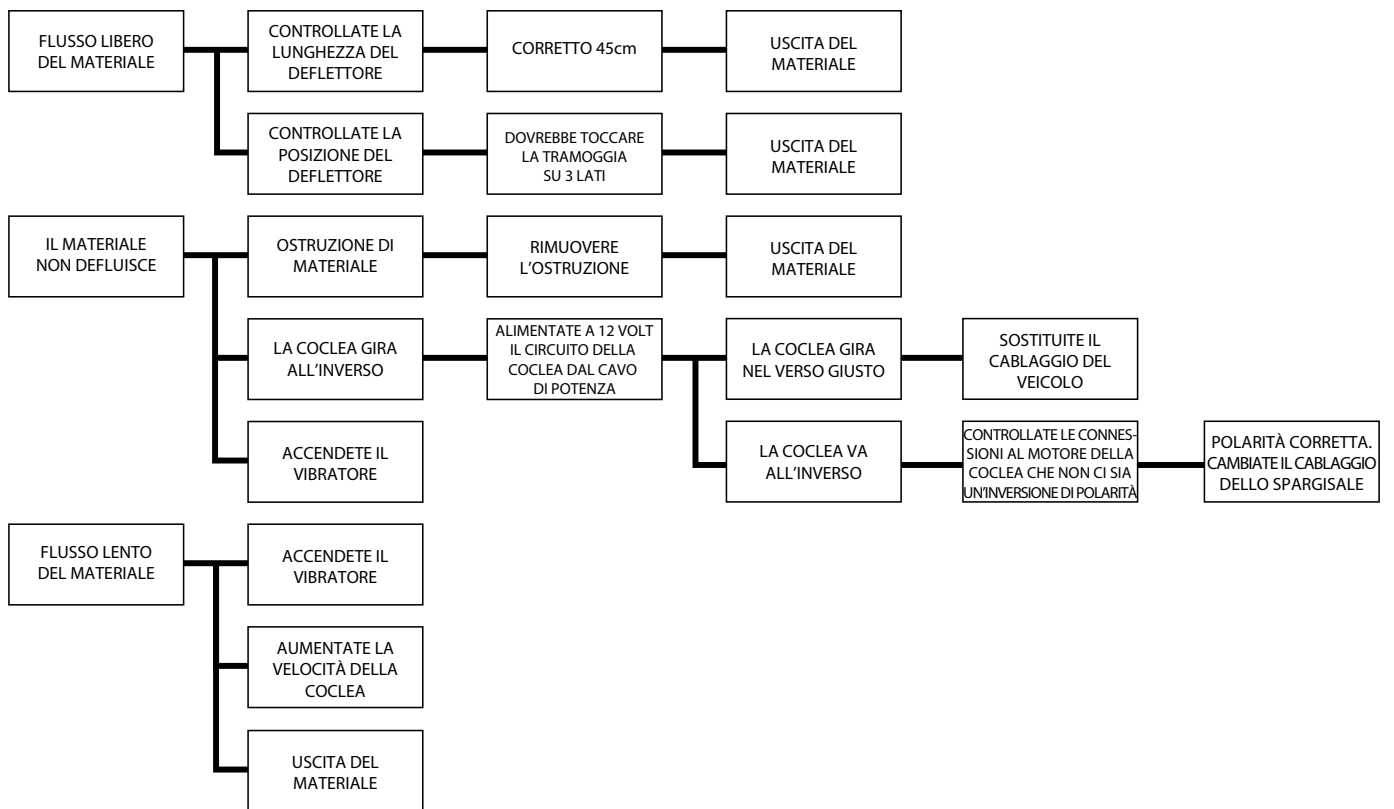 FLUSSO LIBERO
DEL MATERIALE
CONTROLLATE LA
LUNGHEZZA DEL
DEFLETTORE
CORRETTO 45cm
USCITA DEL
MATERIALE
CONTROLLATE LA
POSIZIONE DEL
DEFLETTORE
DOVREBBE TOCCARE
LA TRAMOGGIA
SU 3 LATI
USCITA DEL
MATERIALE
IL MATERIALE
NON DEFLUISCE
OSTRUZIONE DI
MATERIALE
RIMUOVERE
L’OSTRUZIONE
USCITA DEL
MATERIALE
LA COCLEA GIRA
ALL’INVERSO
ALIMENTATE A 12 VOLT
IL CIRCUITO DELLA
COCLEA DAL CAVO
DI POTENZA
LA COCLEA GIRA
NEL VERSO GIUSTO
SOSTITUITE IL
CABLAGGIO DEL
VEICOLO
ACCENDETE IL
VIBRATORE
LA COCLEA VA
ALL’INVERSO
CONTROLLATE LE CONNES-
SIONI AL MOTORE DELLA
COCLEA CHE NON CI SIA
UN’INVERSIONE DI POLARITÀ
POLARITÀ CORRETTA.
CAMBIATE IL CABLAGGIO
DELLO SPARGISALE
FLUSSO LENTO
DEL MATERIALE
ACCENDETE IL
VIBRATORE
AUMENTATE LA
VELOCITÀ DELLA
COCLEA
USCITA DEL
MATERIALE